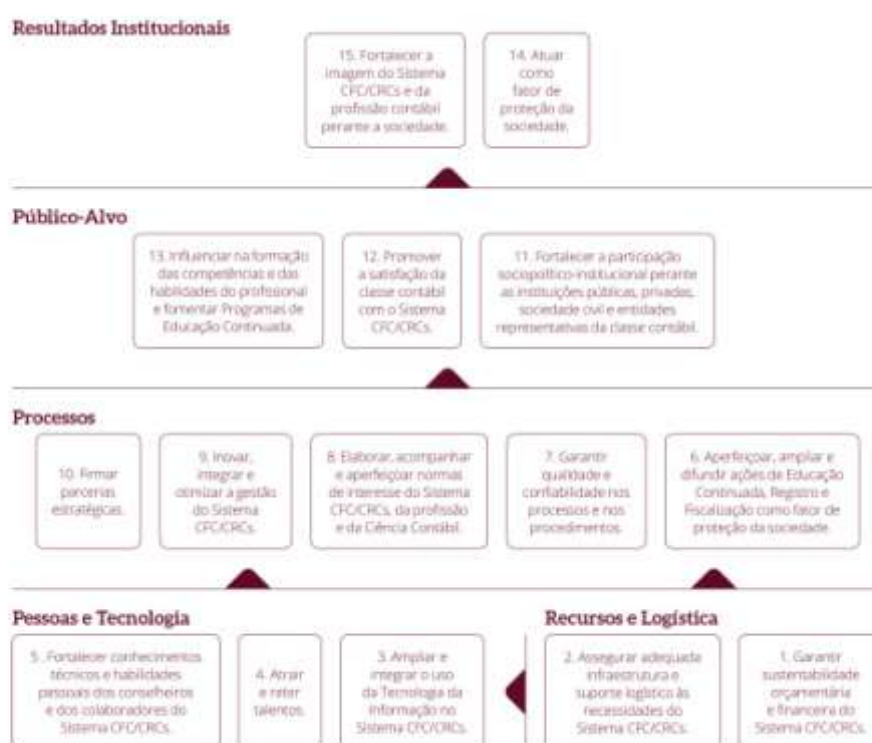 Resultados Institucionais
15. Fortalecer a
imagem do Sistema
CFC/CRCs e da
profissão contábil
perante a sociedade.
14. Atuar
como
fator de
proteção da
sociedade.
Público-Alvo
13. Influenciar na formação
das competências e das
habilidades do profissional
e fomentar Programas de
Educação Continuada.
12. Promover
a satisfação da
classe contábil
com o Sistema
CFC/CRCs.
11. Fortalecer a participação
sociopolítico-institucional perante
as instituições públicas, privadas,
sociedade civil e entidades
representativas da classe contábil.
Processos
10. Firmar
parcerias
estratégicas.
9. Inovar,
integrar e
otimizar a gestão
do Sistema
CFC/CRCs.
8. Elaborar, acompanhar
e aperfeiçoar normas
de interesse do Sistema
CFC/CRCs, da profissão
e da Ciência Contábil.
7. Garantir
qualidade e
confiabilidade nos
processos e nos
procedimentos.
6. Aperfeiçoar, ampliar e
difundir ações de Educação
Continuada, Registro e
Fiscalização como fator de
proteção da sociedade.
Pessoas e Tecnologia
5 . Fortalecer conhecimentos
técnicos e habilidades
pessoais dos conselheiros
e dos colaboradores do
Sistema CFC/CRCs.
4. Atrair
e reter
talentos.
3. Ampliar e
integrar o uso
da Tecnologia da
Informação no
Sistema CFC/CRCs.
Recursos e Logística
2. Assegurar adequada
infraestrutura e
suporte logístico às
necessidades do
Sistema CFC/CRCs.
1. Garantir
sustentabilidade
orçamentária
e financeira do
Sistema CFC/CRCs.